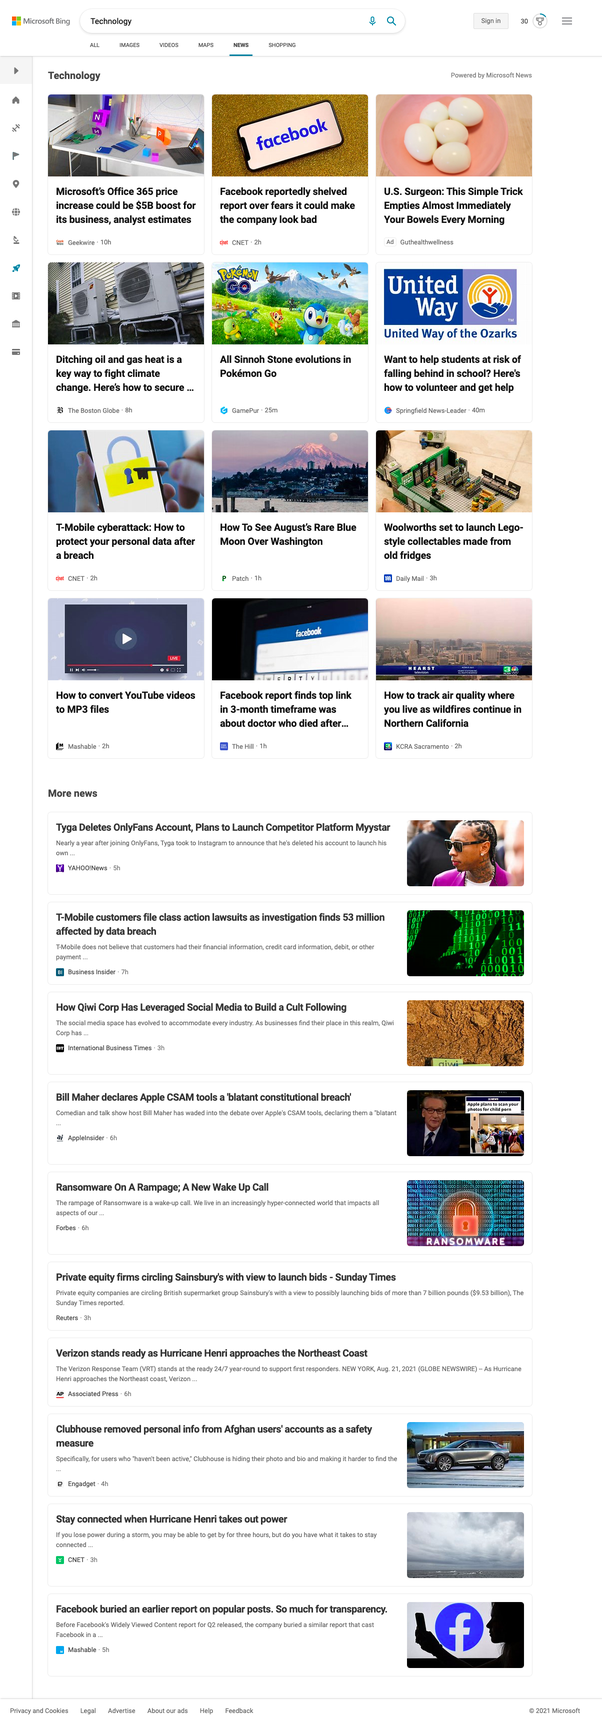 Microsoft Bing
Technology
Sign in
30
ALL
IMAGES
VIDEOS
MAPS
NEWS
SHOPPING
Technology
Powered by Microsoft News
Microsoft's Office 365 price
increase could be $5B boost for
its business, analyst estimates
Geekwire · 10h
facebook
Facebook reportedly shelved
report over fears it could make
the company look bad
CNET · 2h
U.S. Surgeon: This Simple Trick
Empties Almost Immediately
Your Bowels Every Morning
Ad Guthealthwellness
Ditching oil and gas heat is a
key way to fight climate
change. Here's how to secure ...
The Boston Globe · 8h
POKÉMON
GO
All Sinnoh Stone evolutions in
Pokémon Go
GamePur · 25m
United
Way
United Way of the Ozarks
Want to help students at risk of
falling behind in school? Here's
how to volunteer and get help
Springfield News-Leader · 40m
T-Mobile cyberattack: How to
protect your personal data after
a breach
CNET · 2h
How To See August's Rare Blue
Moon Over Washington
Patch · 1h
Woolworths set to launch Lego-
style collectables made from
old fridges
Daily Mail · 3h
LIVE
How to convert YouTube videos
to MP3 files
Mashable · 2h
facebook
Facebook report finds top link
in 3-month timeframe was
about doctor who died after...
The Hill · 1h
HEARST
How to track air quality where
you live as wildfires continue in
Northern California
KCRA Sacramento · 2h
More news
Tyga Deletes OnlyFans Account, Plans to Launch Competitor Platform Myystar
Nearly a year after joining OnlyFans, Tyga took to Instagram to announce that he's deleted his account to launch his
own ...
YAHOO!News · 5h
T-Mobile customers file class action lawsuits as investigation finds 53 million
affected by data breach
T-Mobile does not believe that customers had their financial information, credit card information, debit, or other
payment ...
Business Insider · 7h
How Qiwi Corp Has Leveraged Social Media to Build a Cult Following
The social media space has evolved to accommodate every industry. As businesses find their place in this realm, Qiwi
Corp has ...
International Business Times · 3h
qiwi
Bill Maher declares Apple CSAM tools a 'blatant constitutional breach'
Comedian and talk show host Bill Maher has waded into the debate over Apple's CSAM tools, declaring them a "blatant
...
AppleInsider · 6h
Apple plans to scan your
photos for child porn
Ransomware On A Rampage; A New Wake Up Call
The rampage of Ransomware is a wake-up call. We live in an increasingly hyper-connected world that impacts all
aspects of our ...
Forbes · 6h
RANSOMWARE
Private equity firms circling Sainsbury's with view to launch bids - Sunday Times
Private equity companies are circling British supermarket group Sainsbury's with a view to possibly launching bids of more than 7 billion pounds ($9.53 billion), The
Sunday Times reported.
Reuters · 3h
Verizon stands ready as Hurricane Henri approaches the Northeast Coast
The Verizon Response Team (VRT) stands at the ready 24/7 year-round to support first responders. NEW YORK, Aug. 21, 2021 (GLOBE NEWSWIRE) -- As Hurricane
Henri approaches the Northeast coast, Verizon ...
AP Associated Press · 6h
Clubhouse removed personal info from Afghan users' accounts as a safety
measure
Specifically, for users who "haven't been active," Clubhouse is hiding their photo and bio and making it harder to find the
...
Engadget · 4h
Stay connected when Hurricane Henri takes out power
If you lose power during a storm, you may be able to get by for three hours, but do you have what it takes to stay
connected ...
CNET · 3h
Facebook buried an earlier report on popular posts. So much for transparency.
Before Facebook's Widely Viewed Content report for Q2 released, the company buried a similar report that cast
Facebook in a ...
Mashable · 5h
Privacy and Cookies
Legal
Advertise
About our ads
Help
Feedback
© 2021 Microsoft